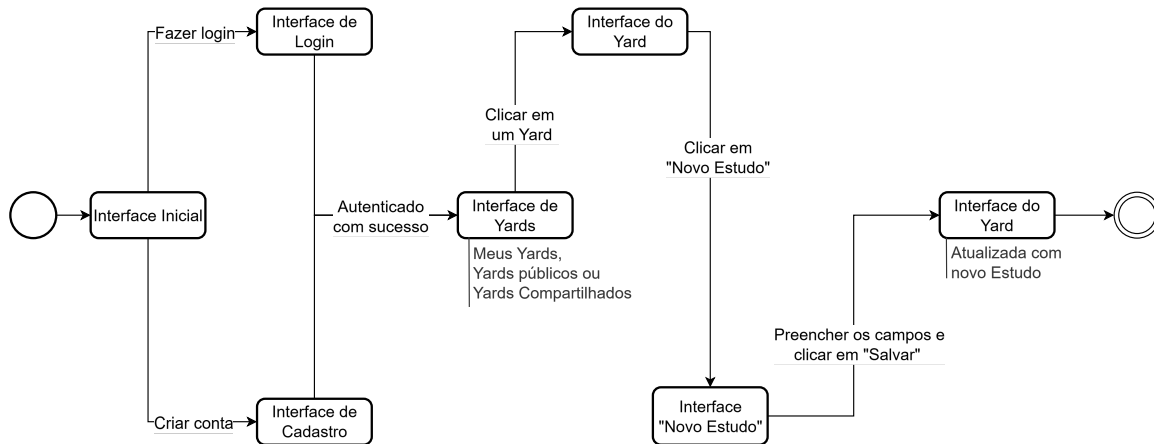 Interface Inicial
Fazer login
Interface de
Login
Criar conta
Interface de
Cadastro
Autenticado
com sucesso
Interface de
Yards
Meus Yards,
Yards públicos ou
Yards Compartilhados
Clicar em
um Yard
Interface do
Yard
Clicar em
"Novo Estudo"
Interface
"Novo Estudo"
Preencher os campos e
clicar em "Salvar"
Interface do
Yard
Atualizada com
novo Estudo